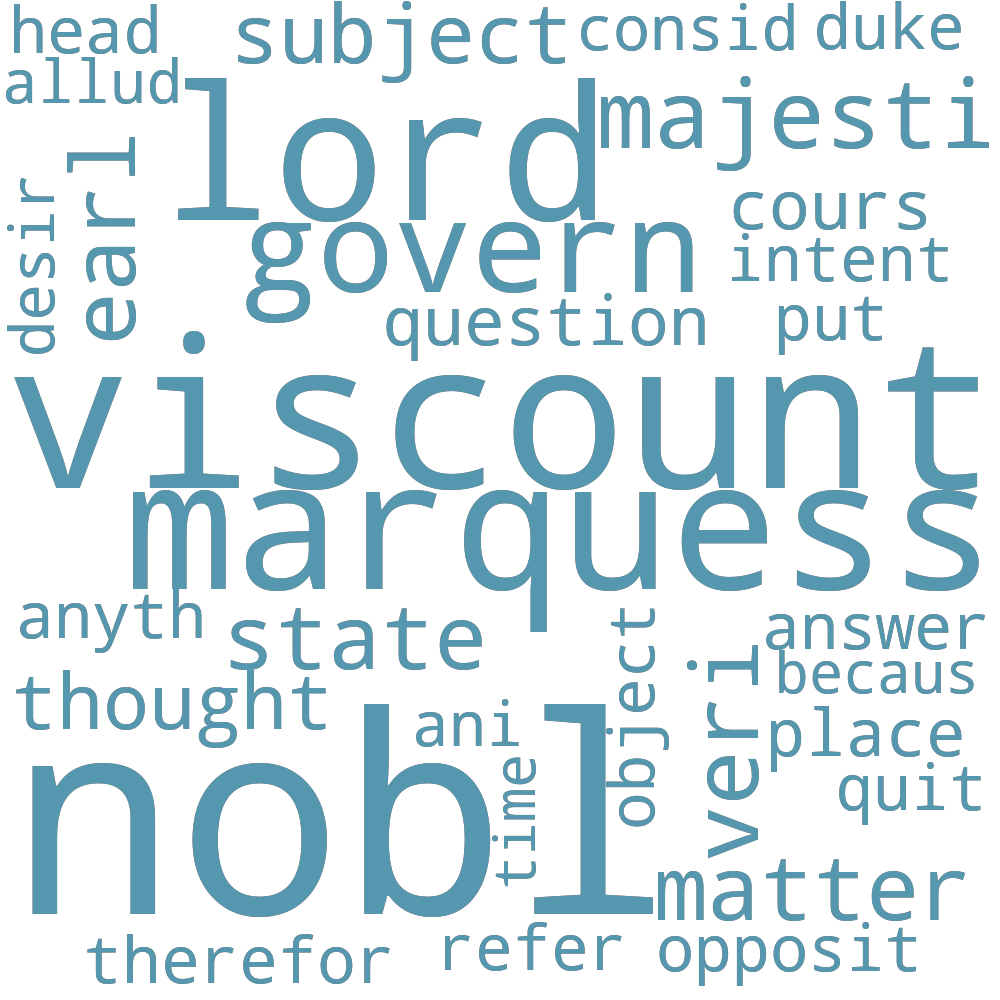 head
subject
consid
duke
allud
lord
majesti
earl
desir
cours
govern
intent
question
put
viscount
marquess
anyth
state
object
answer
veri
becaus
thought
ani
place
nobl
time
quit
matter
therefor
refer
opposit